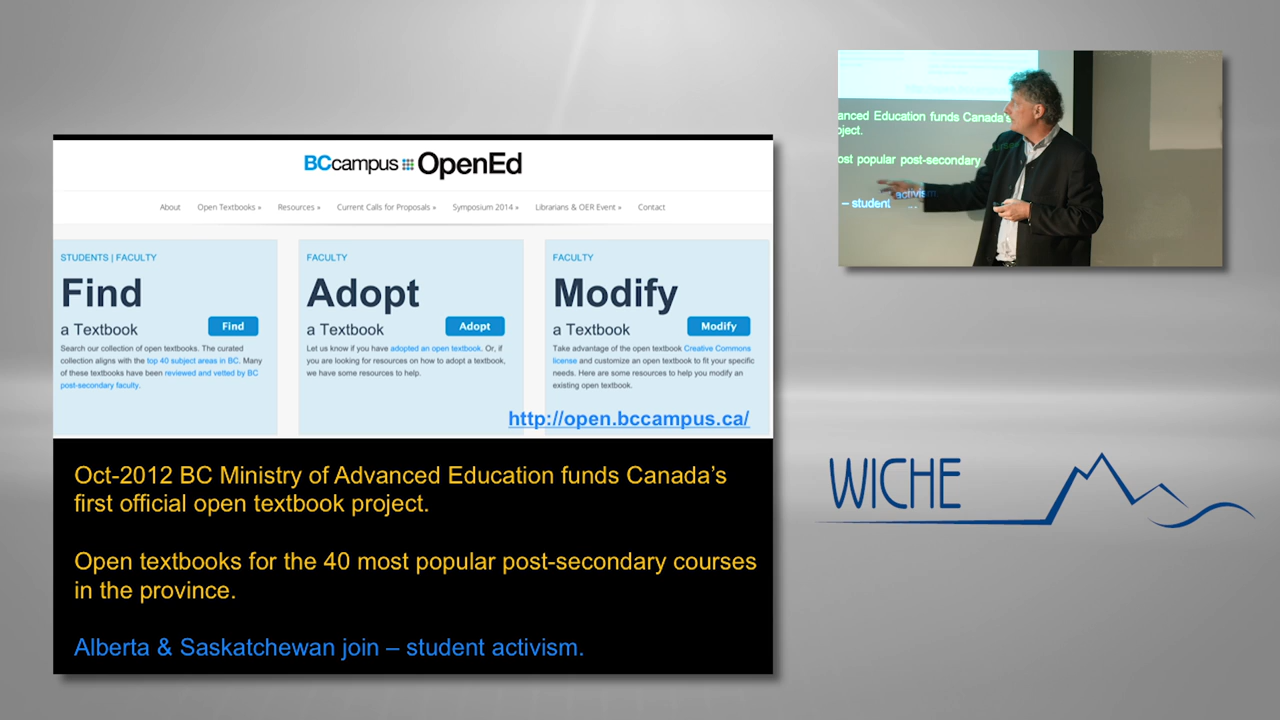 BCcampus OpenEd
About Open Textbooks » Resources » Current Calls for Proposals » Symposium 2014 » Librarians & OER Event » Contact
STUDENTS | FACULTY
Find
a Textbook
Find
Search our collection of open textbooks. The curated
collection aligns with the top 40 subject areas in BC. Many
of these textbooks have been reviewed and vetted by BC
post-secondary faculty.
FACULTY
Adopt
a Textbook
Adopt
Let us know if you have adopted an open textbook. Or, if
you are looking for resources on how to adopt a textbook,
we have some resources to help.
FACULTY
Modify
a Textbook
Modify
Take advantage of the open textbook Creative Commons
license and customize an open textbook to fit your specific
needs. Here are some resources to help you modify an
existing open textbook.
http://open.bccampus.ca/
Oct-2012 BC Ministry of Advanced Education funds Canada's
first official open textbook project.
Open textbooks for the 40 most popular post-secondary courses
in the province.
Alberta & Saskatchewan join – student activism.
anced Education funds Canada's
oject.
ost popular post-secondary
– student activism
WICHE